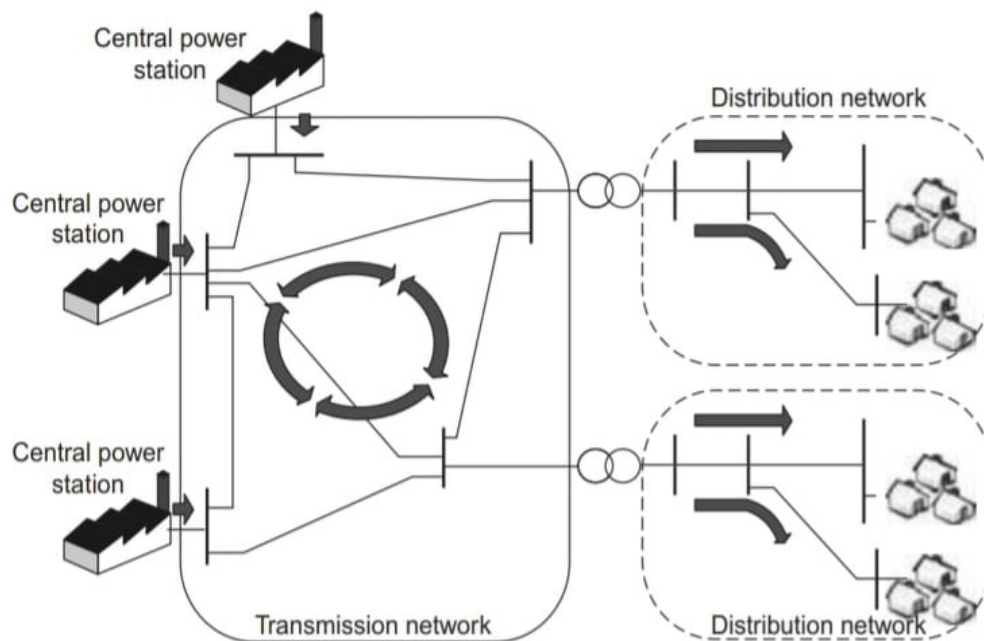 Central power
station
Distribution network
Central power
station
Central power
station
Transmission network
Distribution network